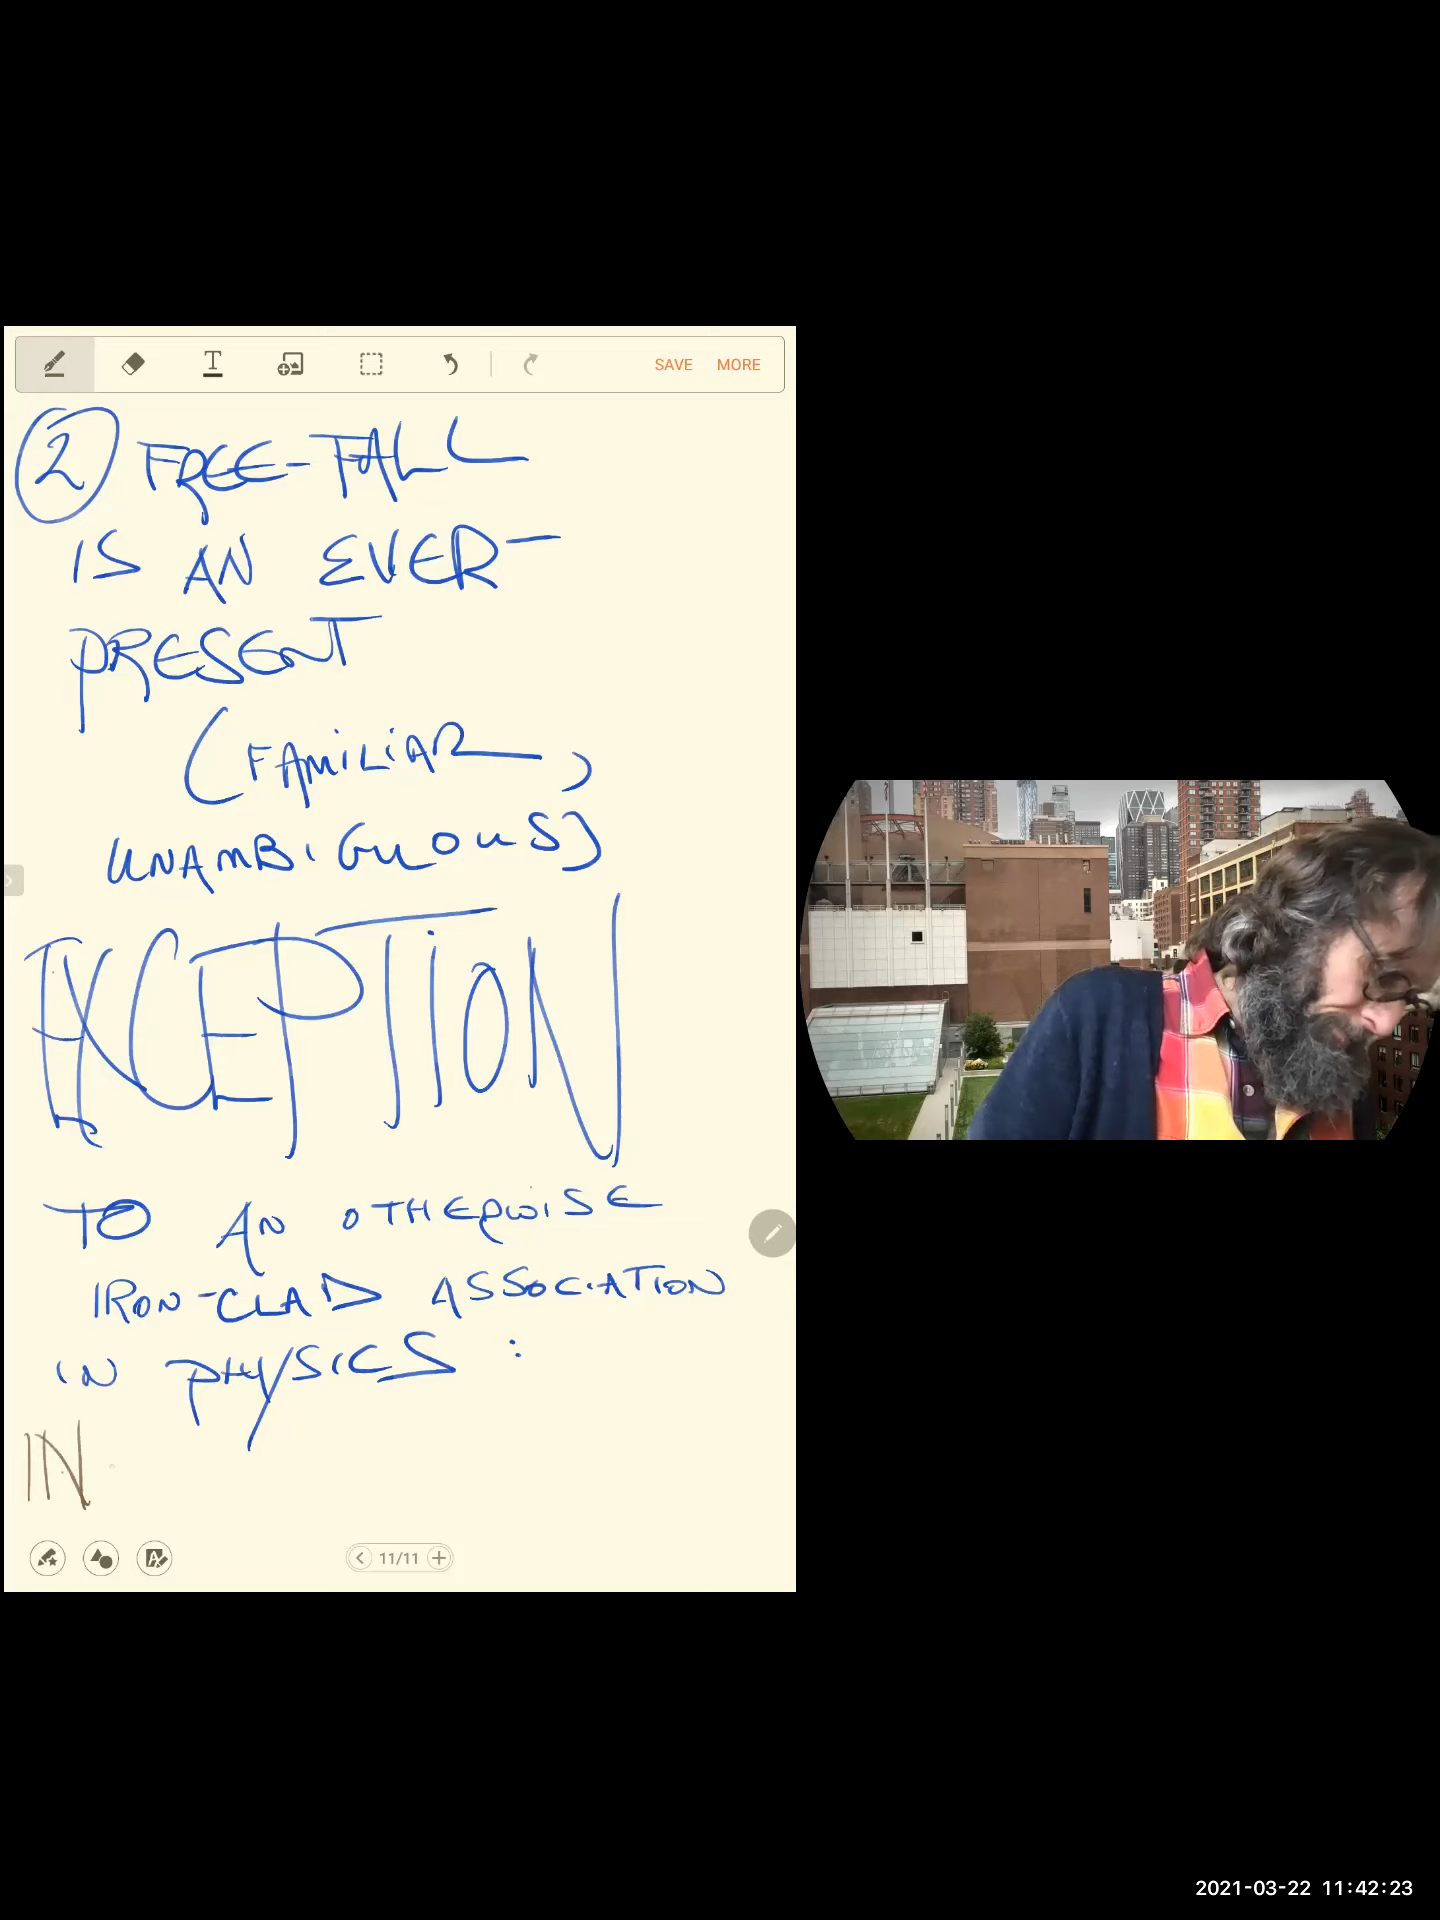 SAVE MORE
2 FREE-FALL
IS AN EVER-
PRESENT
(FAMILIAR,
UNAMBIGUOUS)
EXCEPTION
TO AN OTHERWISE
IRON-CLAD ASSOCIATION
IN PHYSICS :
IN
11/11
2021-03-22 11:42:23